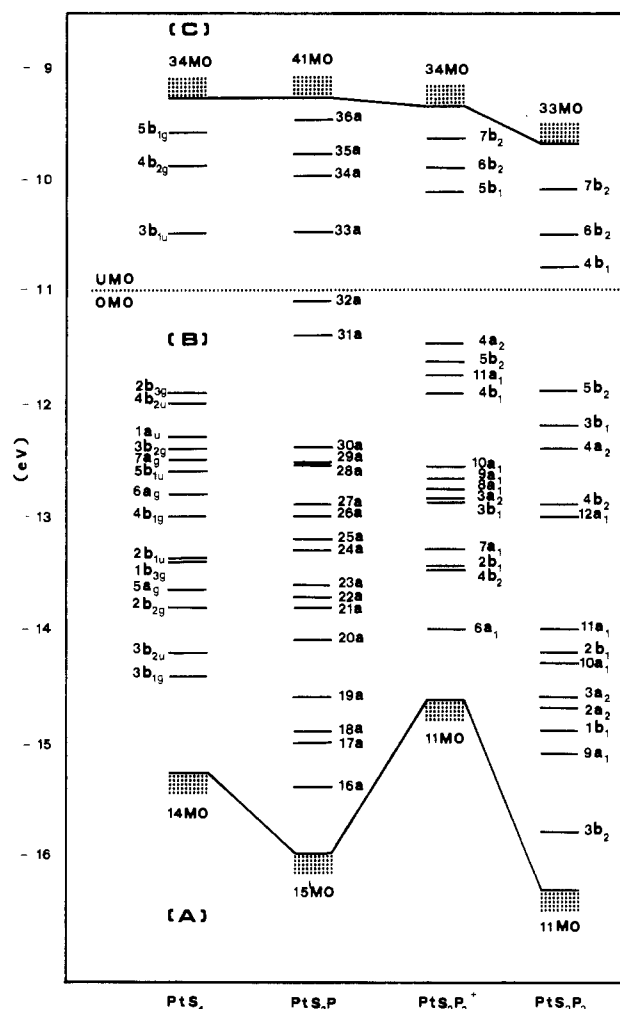 [C]
34MO
41MO
34MO
33MO
- 9
5b1g
4b2g
3b1u
36a
35a
34a
33a
7b2
6b2
5b1
7b2
6b2
4b1
- 10
- 11
UMO
OMO
[B]
(eV)
2b3g
4b2u
1au
3b2g
7ag
5b1u
6ag
4b1g
2b1u
1b3g
5ag
2b2g
3b2u
3b1g
14MO
32a
31a
30a
29a
28a
27a
26a
25a
24a
23a
22a
21a
20a
19a
18a
17a
16a
15MO
4a2
5b2
11a1
4b1
10a1
9a1
8a1
3a2
3b1
7a1
2b1
4b2
6a1
11MO
5b2
3b1
4a2
4b2
12a1
11a1
2b1
10a1
3a2
2a2
1b1
9a1
3b2
11MO
- 12
- 13
- 14
- 15
- 16
[A]